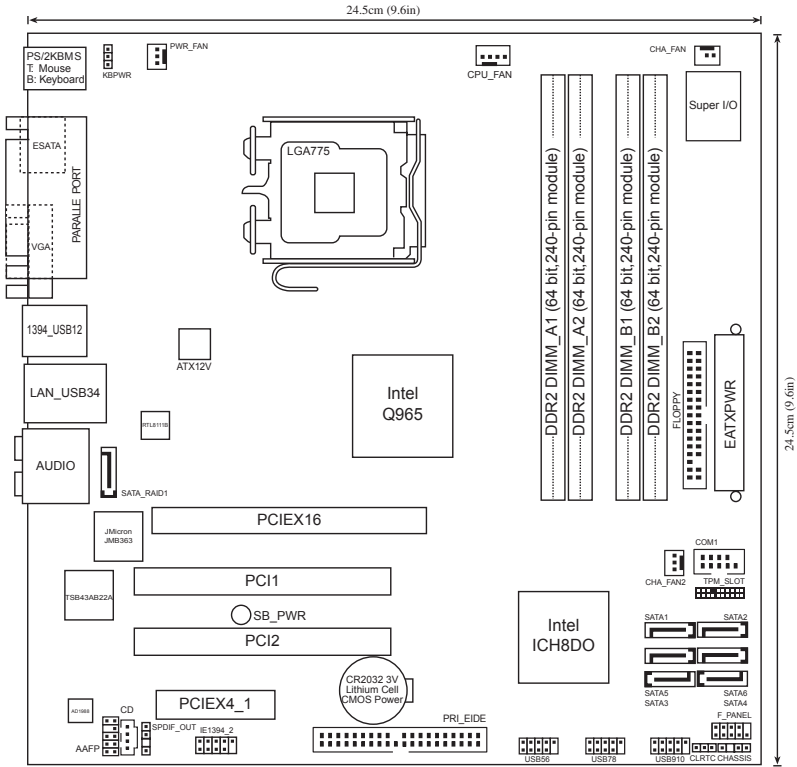 24.5cm (9.6in)
PS/2KBMS
T: Mouse
B: Keyboard
KBPWR
PWR_FAN
CPU_FAN
CHA_FAN
Super I/O
ESATA
PARALLE PORT
VGA
LGA775
DDR2 DIMM_A1 (64 bit,240-pin module)
DDR2 DIMM_A2 (64 bit,240-pin module)
DDR2 DIMM_B1 (64 bit,240-pin module)
DDR2 DIMM_B2 (64 bit,240-pin module)
1394_USB12
ATX12V
LAN_USB34
Intel
Q965
FLOPPY
EATXPWR
24.5cm (9.6in)
RTL8111B
AUDIO
SATA_RAID1
PCIEX16
JMicron
JMB363
COM1
CHA_FAN2
TPM_SLOT
PCI1
TSB43AB22A
SB_PWR
Intel
ICH8DO
SATA1
SATA2
PCI2
CR2032 3V
Lithium Cell
CMOS Power
SATA5
SATA6
SATA3
SATA4
PCIEX4_1
AD1988
CD
SPDIF_OUT
AAFP
IE1394_2
PRI_EIDE
F_PANEL
USB56
USB78
USB910
CLRTC
CHASSIS